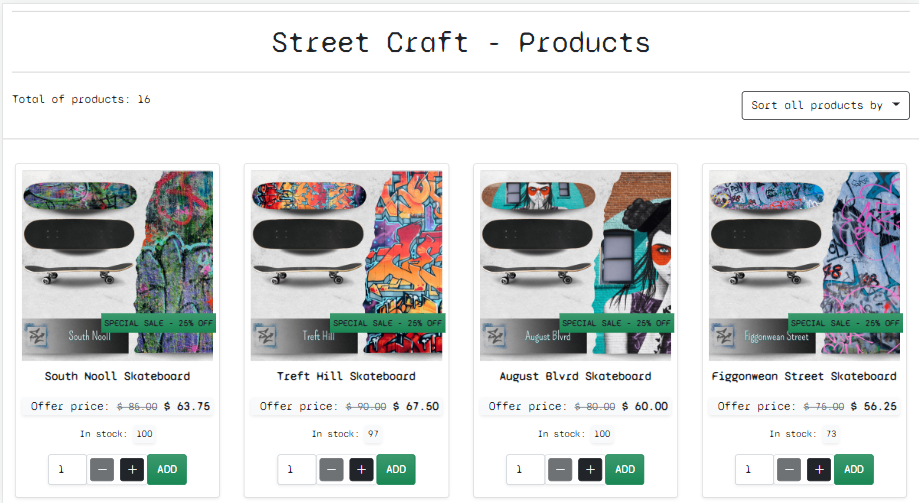 Street Craft - Products
Total of products: 16
Sort all products by
SPECIAL SALE - 25% OFF
South Nooll
South Nooll Skateboard
Offer price: $ 85.00 $ 63.75
In stock: 100
1 − + ADD
SPECIAL SALE - 25% OFF
Treft Hill
Treft Hill Skateboard
Offer price: $ 90.00 $ 67.50
In stock: 97
1 − + ADD
SPECIAL SALE - 25% OFF
August Blvrd
August Blvrd Skateboard
Offer price: $ 80.00 $ 60.00
In stock: 100
1 − + ADD
SPECIAL SALE - 25% OFF
Figgonwean Street
Figgonwean Street Skateboard
Offer price: $ 75.00 $ 56.25
In stock: 73
1 − + ADD